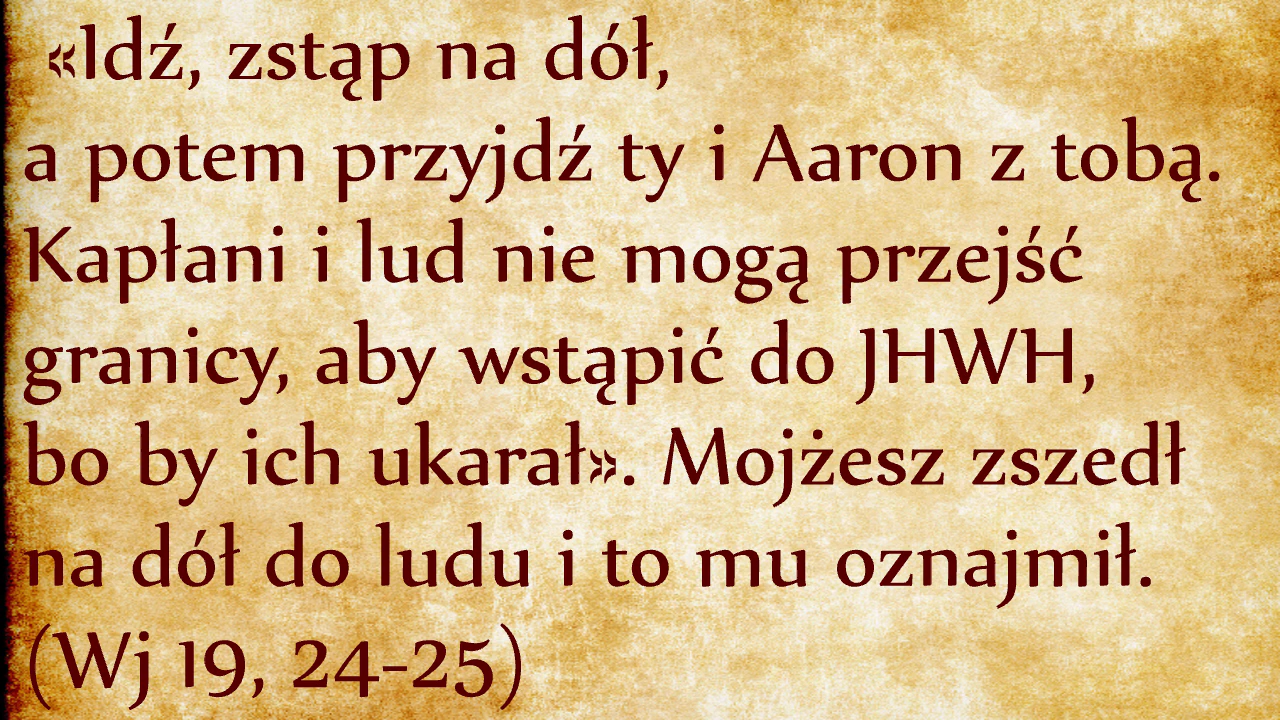 «Idź, zstąp na dół,
a potem przyjdź ty i Aaron z tobą.
Kapłani i lud nie mogą przejść
granicy, aby wstąpić do JHWH,
bo by ich ukarał». Mojżesz zszedł
na dół do ludu i to mu oznajmił.
(Wj 19, 24-25)